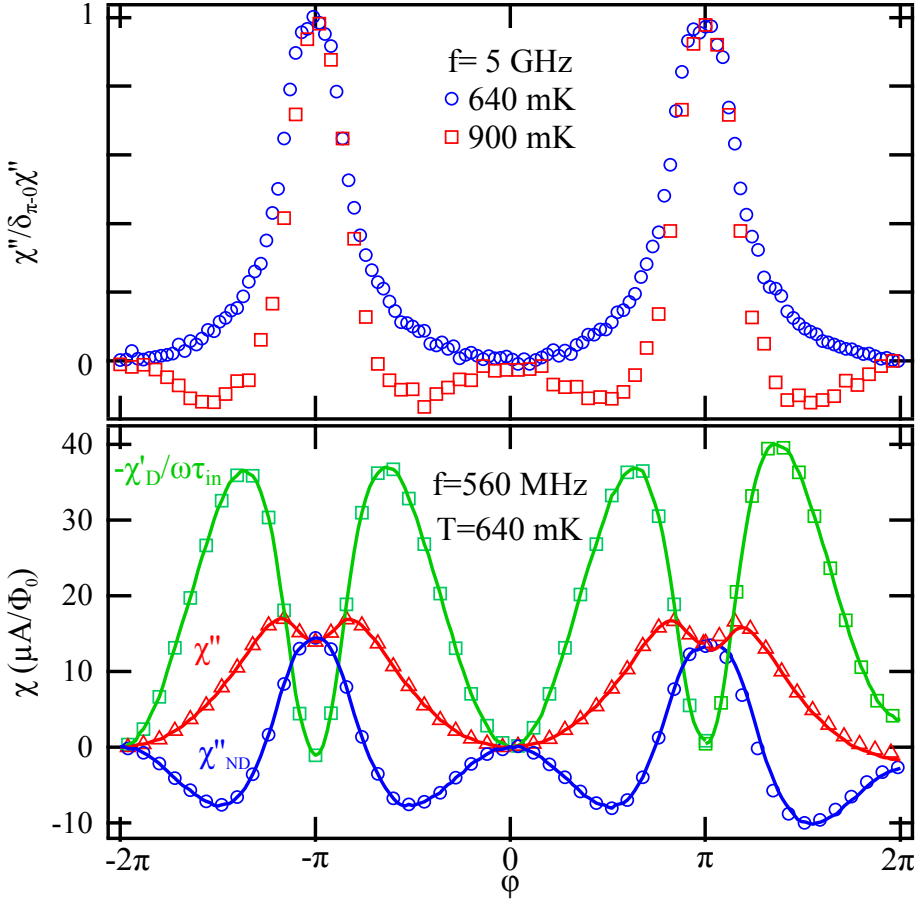 1
f= 5 GHz
640 mK
900 mK
χ''/δπ-0χ''
0
40
-χ'D/ωτin
f=560 MHz
T=640 mK
30
20
χ (μA/Φ0)
χ''
10
0
χ''ND
-10
-2π
-π
0
π
2π
φ